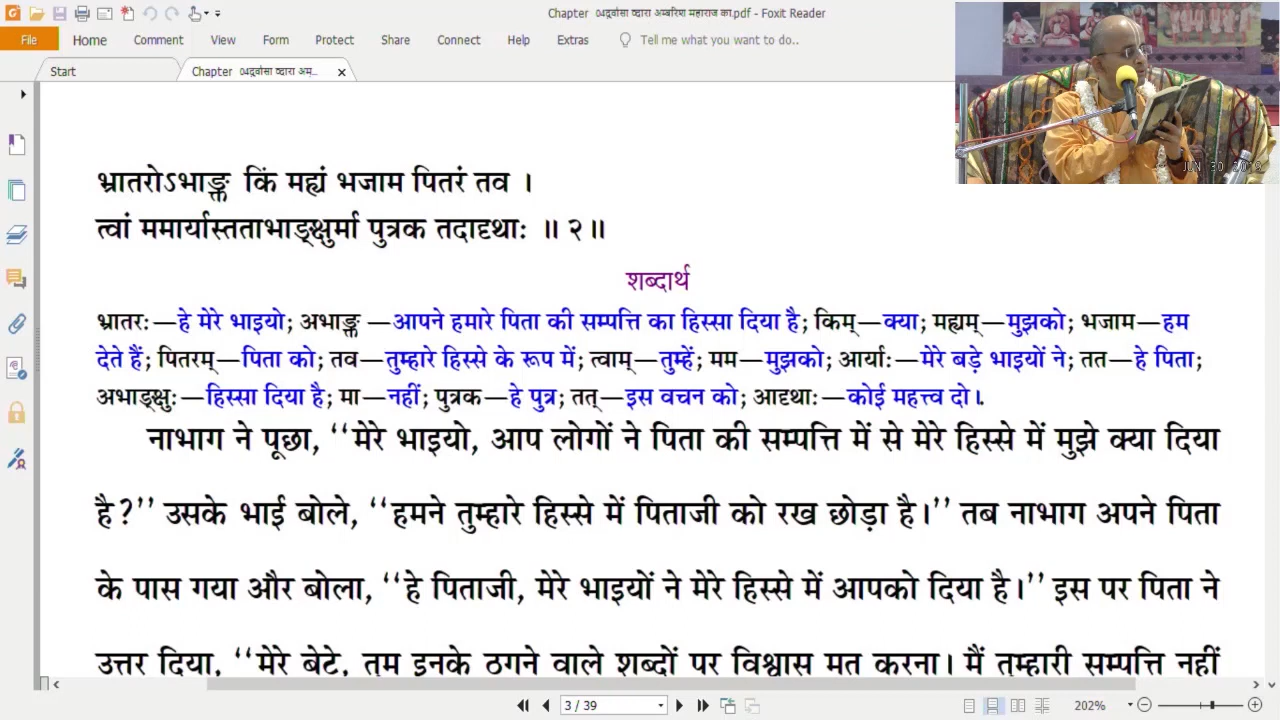 Chapter 04दुर्वासा व्दारा अम्बरिश महाराज का.pdf - Foxit Reader
File Home Comment View Form Protect Share Connect Help Extras Tell me what you want to do..
Start Chapter 04दुर्वासा व्दारा अम...
JUN 30 2019
भ्रातरोऽभाङ्क्त किं मह्यं भजाम पितरं तव ।
त्वां ममार्यास्तताभाङ्क्षुर्मा पुत्रक तदादृथाः ॥ २॥
शब्दार्थ
भ्रातरः—हे मेरे भाइयो; अभाङ्क्त —आपने हमारे पिता की सम्पत्ति का हिस्सा दिया है; किम्—क्या; मह्यम्—मुझको; भजाम—हम
देते हैं; पितरम्—पिता को; तव—तुम्हारे हिस्से के रूप में; त्वाम्—तुम्हें; मम—मुझको; आर्याः—मेरे बड़े भाइयों ने; तत—हे पिता;
अभाङ्क्षुः—हिस्सा दिया है; मा—नहीं; पुत्रक—हे पुत्र; तत्—इस वचन को; आदृथाः—कोई महत्त्व दो।.
नाभाग ने पूछा, ‘‘मेरे भाइयो, आप लोगों ने पिता की सम्पत्ति में से मेरे हिस्से में मुझे क्या दिया
है?’’ उसके भाई बोले, ‘‘हमने तुम्हारे हिस्से में पिताजी को रख छोड़ा है।’’ तब नाभाग अपने पिता
के पास गया और बोला, ‘‘हे पिताजी, मेरे भाइयों ने मेरे हिस्से में आपको दिया है।’’ इस पर पिता ने
उत्तर दिया, ‘‘मेरे बेटे, तुम इनके ठगने वाले शब्दों पर विश्वास मत करना। मैं तुम्हारी सम्पत्ति नहीं
3 / 39 202%